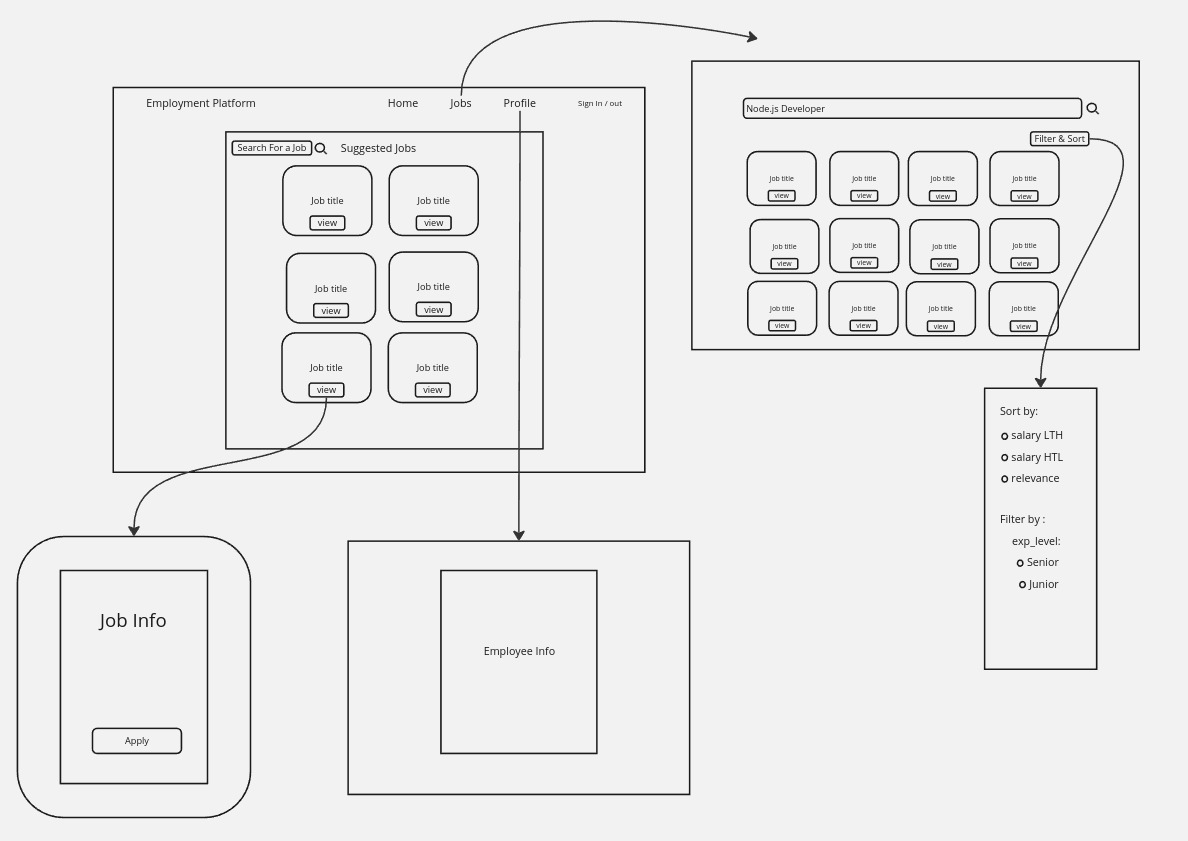 Employment Platform
Home
Jobs
Profile
Sign In / out
Search For a Job
Suggested Jobs
Job title
view
Job title
view
Job title
view
Job title
view
Job title
view
Job title
view
Node.js Developer
Filter & Sort
Job title
view
Job title
view
Job title
view
Job title
view
Job title
view
Job title
view
Job title
view
Job title
view
Job title
view
Job title
view
Job title
view
Job title
view
Sort by:
salary LTH
salary HTL
relevance
Filter by :
exp_level:
Senior
Junior
Job Info
Apply
Employee Info